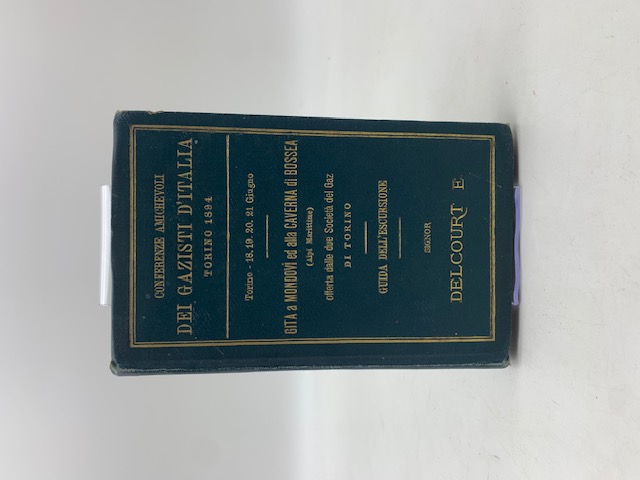 CONFERENZE AMICHEVOLI
DEI GAZISTI D'ITALIA
TORINO 1894
Torino - 18, 19, 20, 21 Giugno
GITA a MONDOVÌ ed alla CAVERNA di BOSSEA
(Alpi Marittime)
offerta dalle due Società del Gaz
DI TORINO
GUIDA DELL'ESCURSIONE
SIGNOR
DELCOURT E.